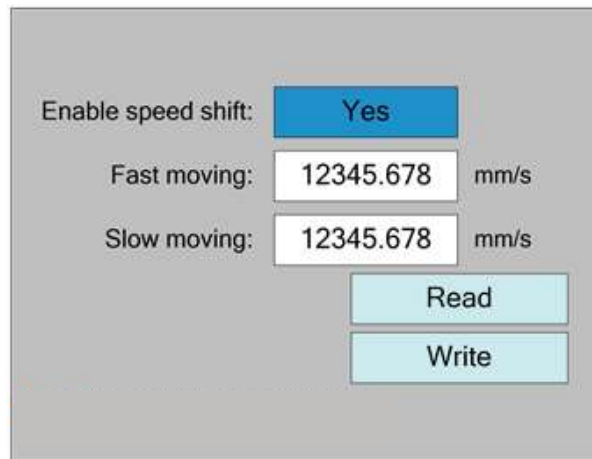 Enable speed shift: Yes
Fast moving: 12345.678 mm/s
Slow moving: 12345.678 mm/s
Read
Write